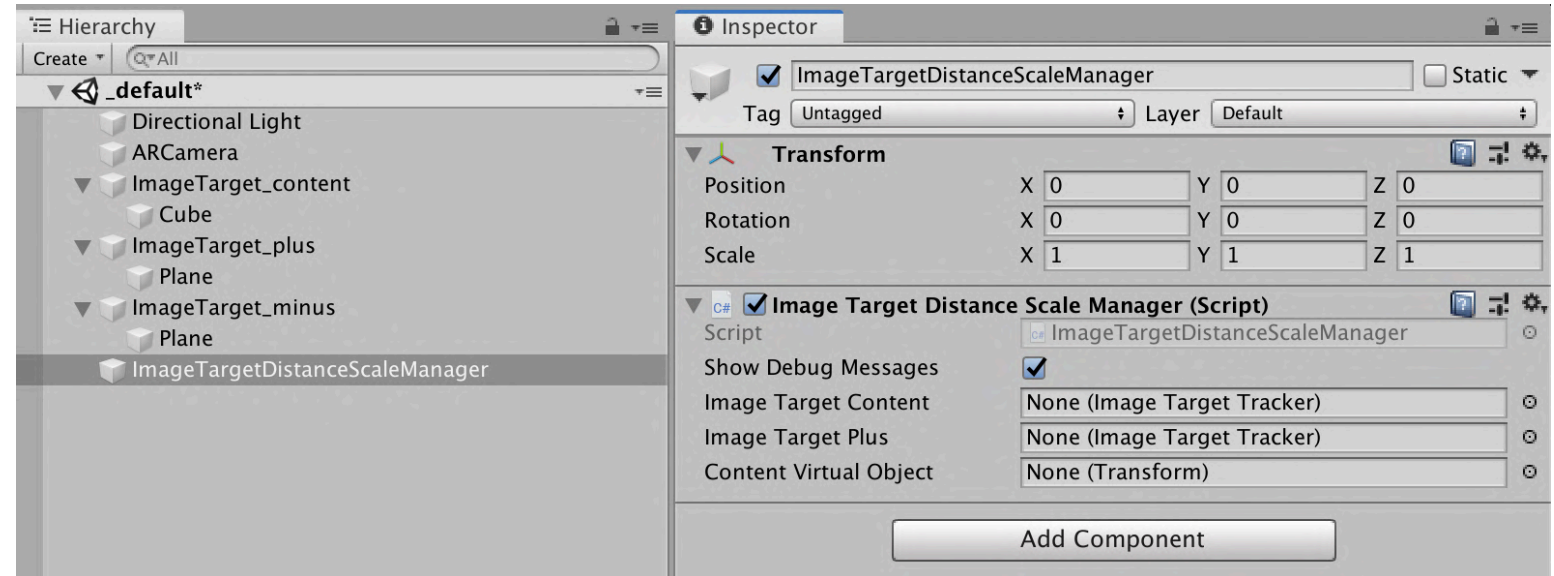 Hierarchy
Create
All
_default*
Directional Light
ARCamera
ImageTarget_content
Cube
ImageTarget_plus
Plane
ImageTarget_minus
Plane
ImageTargetDistanceScaleManager
Inspector
ImageTargetDistanceScaleManager Static
Tag Untagged Layer Default
Transform
Position X 0 Y 0 Z 0
Rotation X 0 Y 0 Z 0
Scale X 1 Y 1 Z 1
C# Image Target Distance Scale Manager (Script)
Script C# ImageTargetDistanceScaleManager
Show Debug Messages
Image Target Content None (Image Target Tracker)
Image Target Plus None (Image Target Tracker)
Content Virtual Object None (Transform)
Add Component